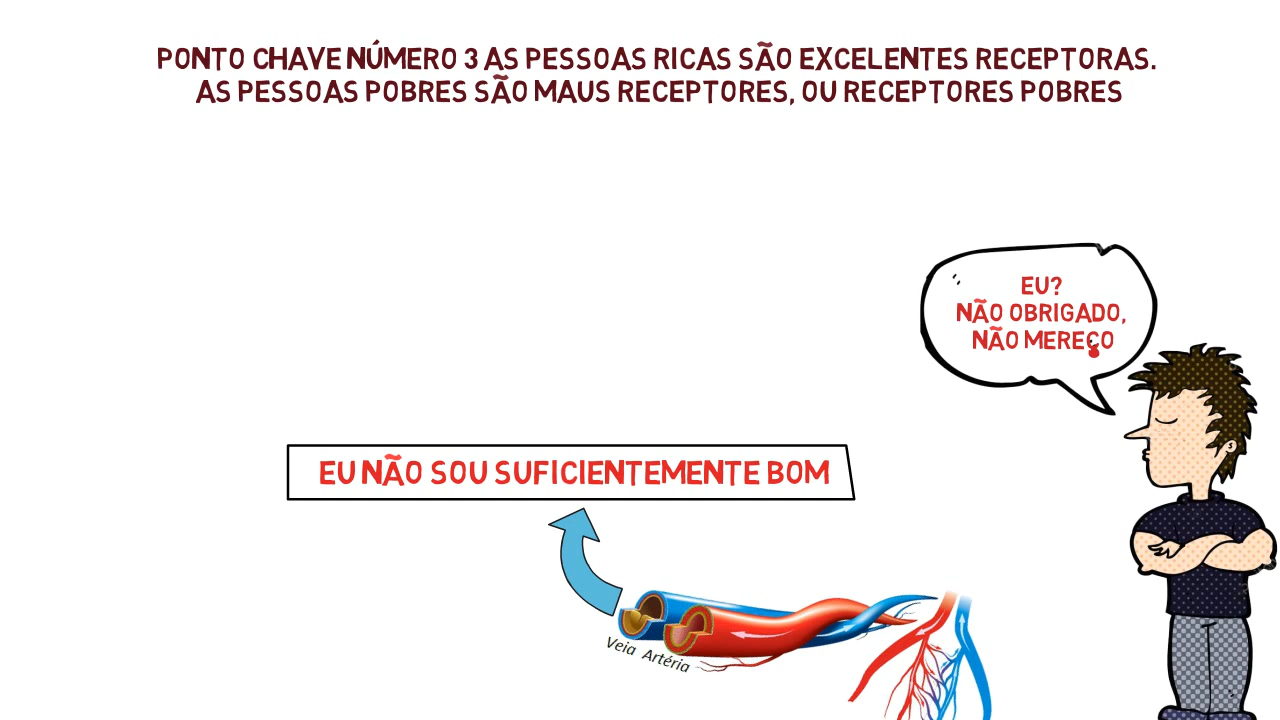 PONTO CHAVE NÚMERO 3 AS PESSOAS RICAS SÃO EXCELENTES RECEPTORAS.
AS PESSOAS POBRES SÃO MAUS RECEPTORES, OU RECEPTORES POBRES
EU?
NÃO OBRIGADO,
NÃO MEREÇO
EU NÃO SOU SUFICIENTEMENTE BOM
Veia Artéria